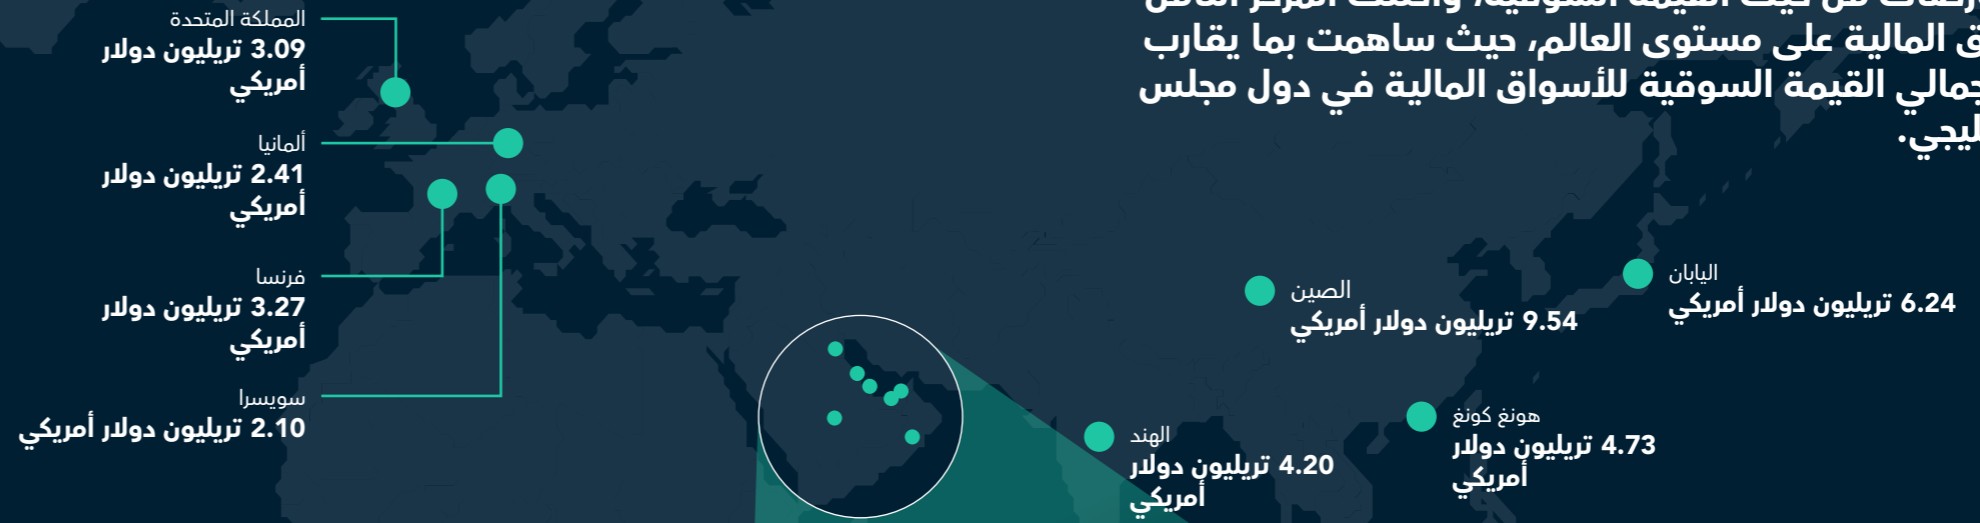 ق المالية على مستوى العالم، حيث ساهمت بما يقارب
القيمة السوقية للأسواق المالية في دول مجلس
المملكة المتحدة
3.09 تريليون دولار
أمريكي
ألمانيا
2.41 تريليون دولار
أمريكي
فرنسا
3.27 تريليون دولار
أمريكي
سويسرا
2.10 تريليون دولار أمريكي
اليابان
6.24 تريليون دولار أمريكي
الصين
9.54 تريليون دولار أمريكي
هونغ كونغ
4.73 تريليون دولار
أمريكي
الهند
4.20 تريليون دولار
أمريكي